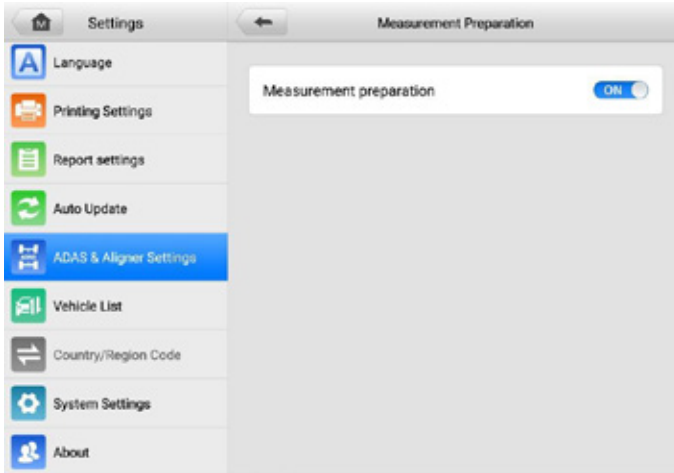 Settings
Measurement Preparation
Language
Measurement preparation
ON
Printing Settings
Report settings
Auto Update
ADAS & Aligner Settings
Vehicle List
Country/Region Code
System Settings
About